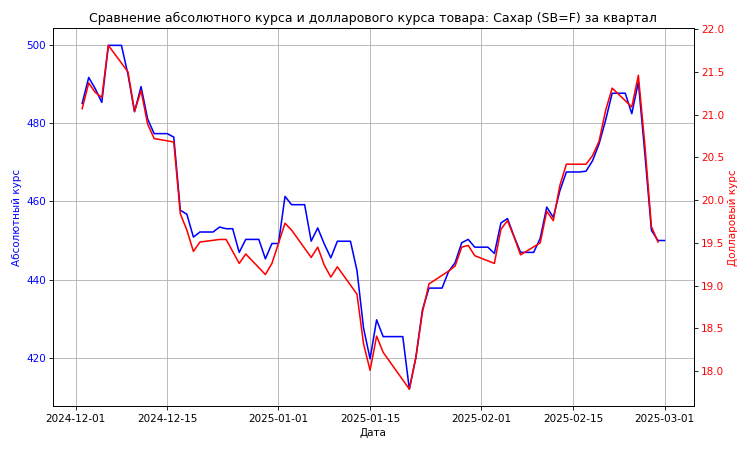 Сравнение абсолютного курса и долларового курса товара: Сахар (SB=F) за квартал
Абсолютный курс
500
480
460
440
420
22.0
21.5
21.0
20.5
20.0
19.5
19.0
18.5
18.0
Долларовый курс
2024-12-01 2024-12-15 2025-01-01 2025-01-15 2025-02-01 2025-02-15 2025-03-01
Дата